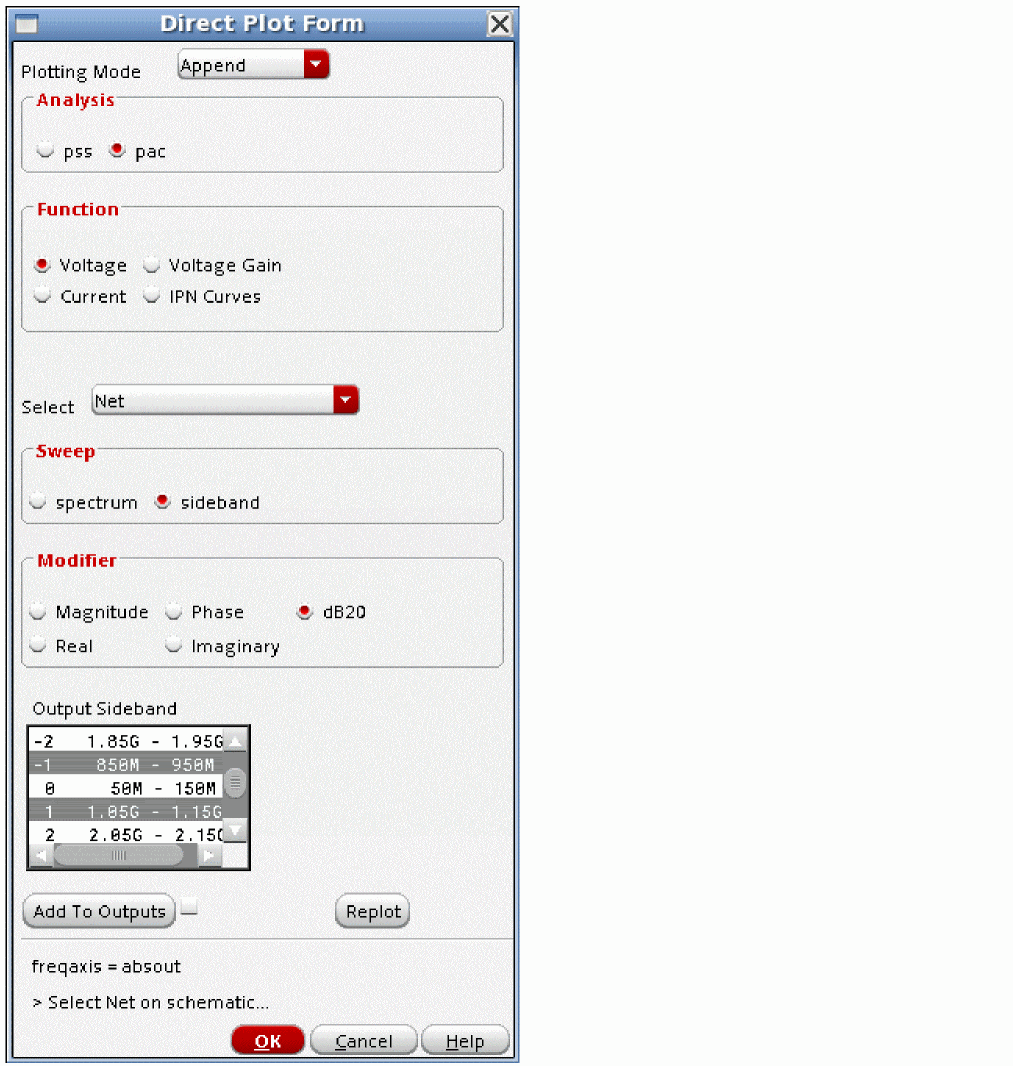 Direct Plot Form
Plotting Mode Append
Analysis
pss pac
Function
Voltage Voltage Gain
Current IPN Curves
Select Net
Sweep
spectrum sideband
Modifier
Magnitude Phase dB20
Real Imaginary
Output Sideband
-2 1.85G - 1.95G
-1 850M - 950M
0 50M - 150M
1 1.05G - 1.15G
2 2.05G - 2.15G
Add To Outputs Replot
freqaxis = absout
> Select Net on schematic...
OK Cancel Help